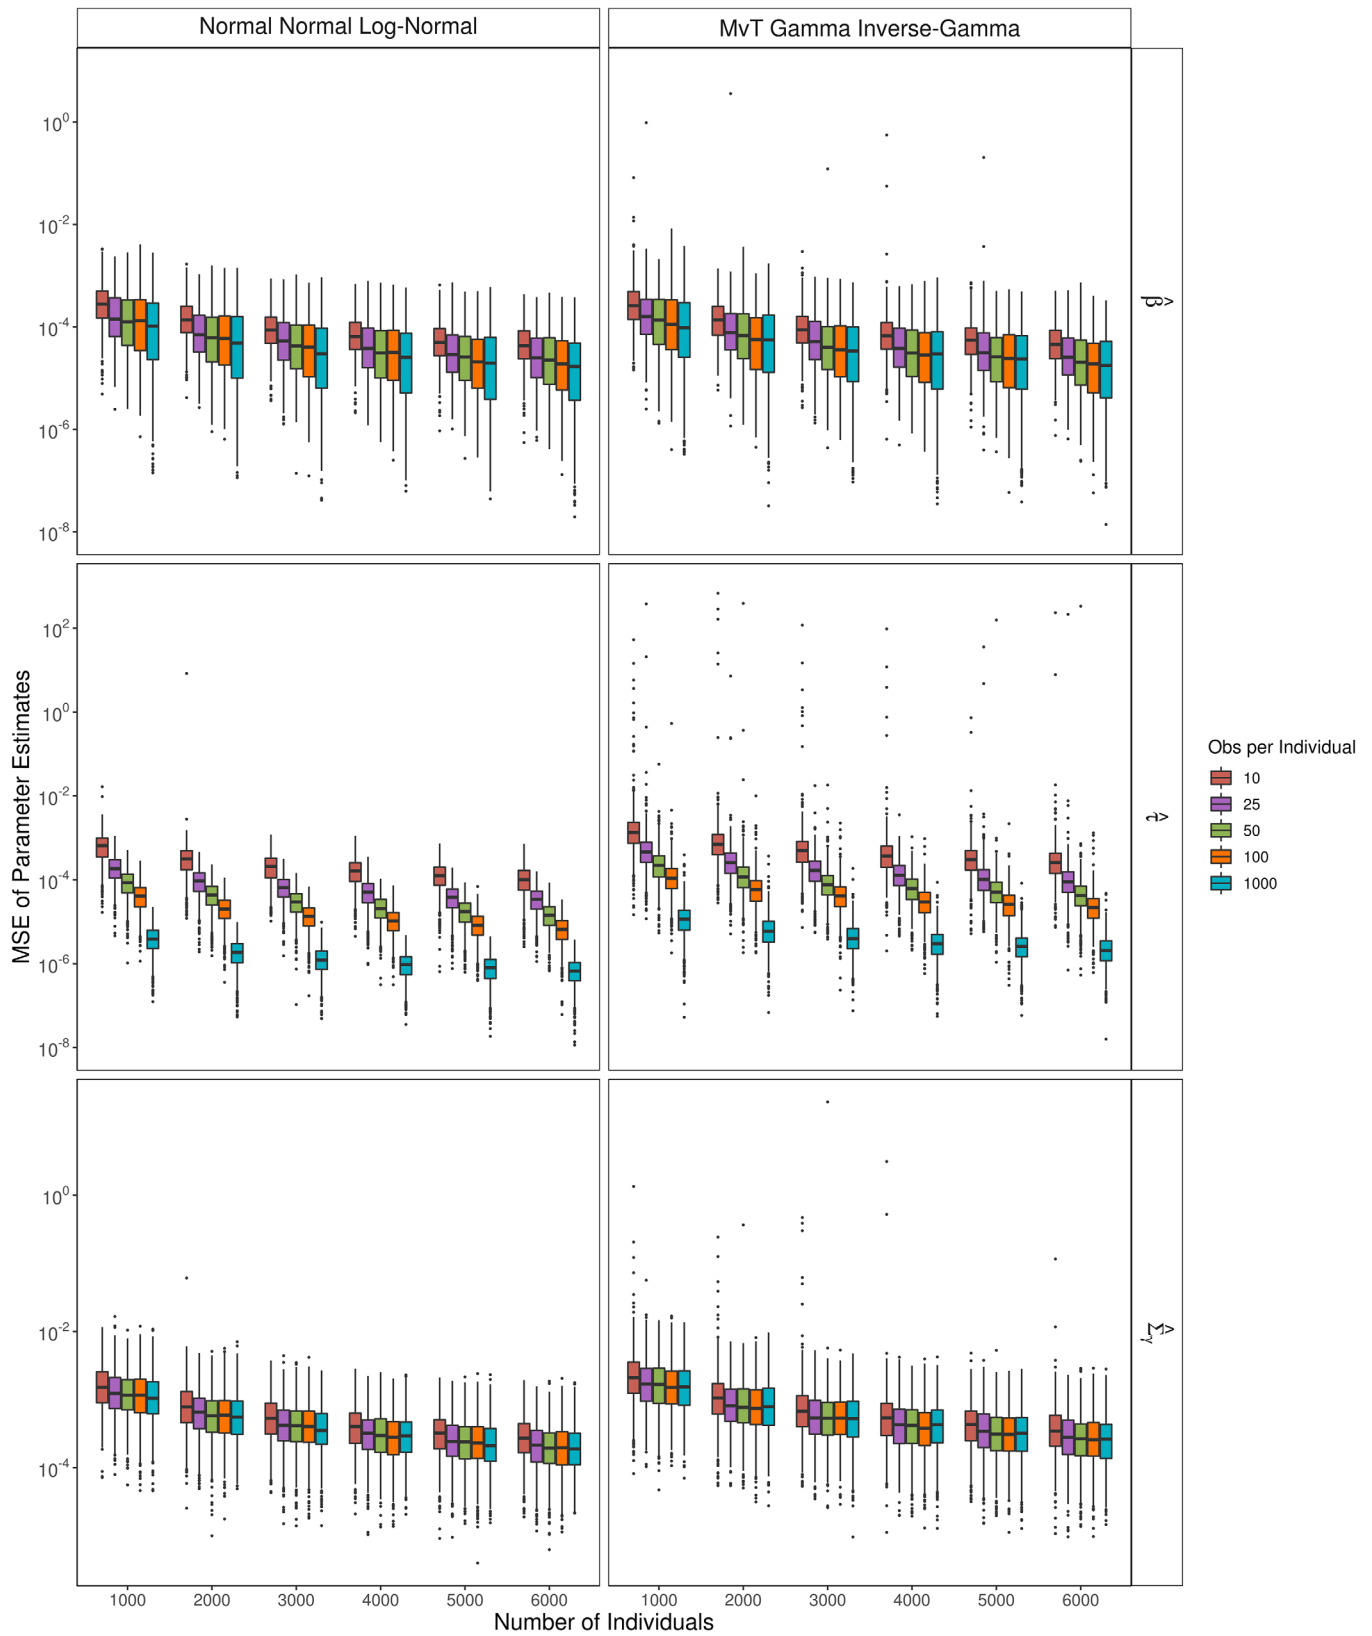 Normal Normal Log-Normal
MvT Gamma Inverse-Gamma
10^0
10^-2
10^-4
10^-6
10^-8
β̂
10^2
10^0
10^-2
10^-4
10^-6
10^-8
τ̂
10^0
10^-2
10^-4
Σ̂γ
MSE of Parameter Estimates
1000 2000 3000 4000 5000 6000
1000 2000 3000 4000 5000 6000
Number of Individuals
Obs per Individual
10
25
50
100
1000